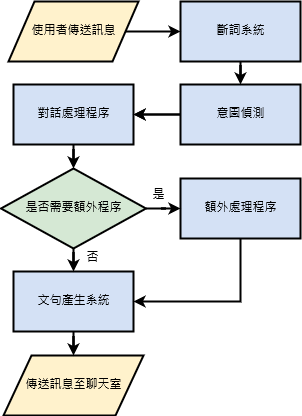 使用者傳送訊息
斷詞系統
意圖偵測
對話處理程序
是否需要額外程序
是
額外處理程序
否
文句產生系統
傳送訊息至聊天室